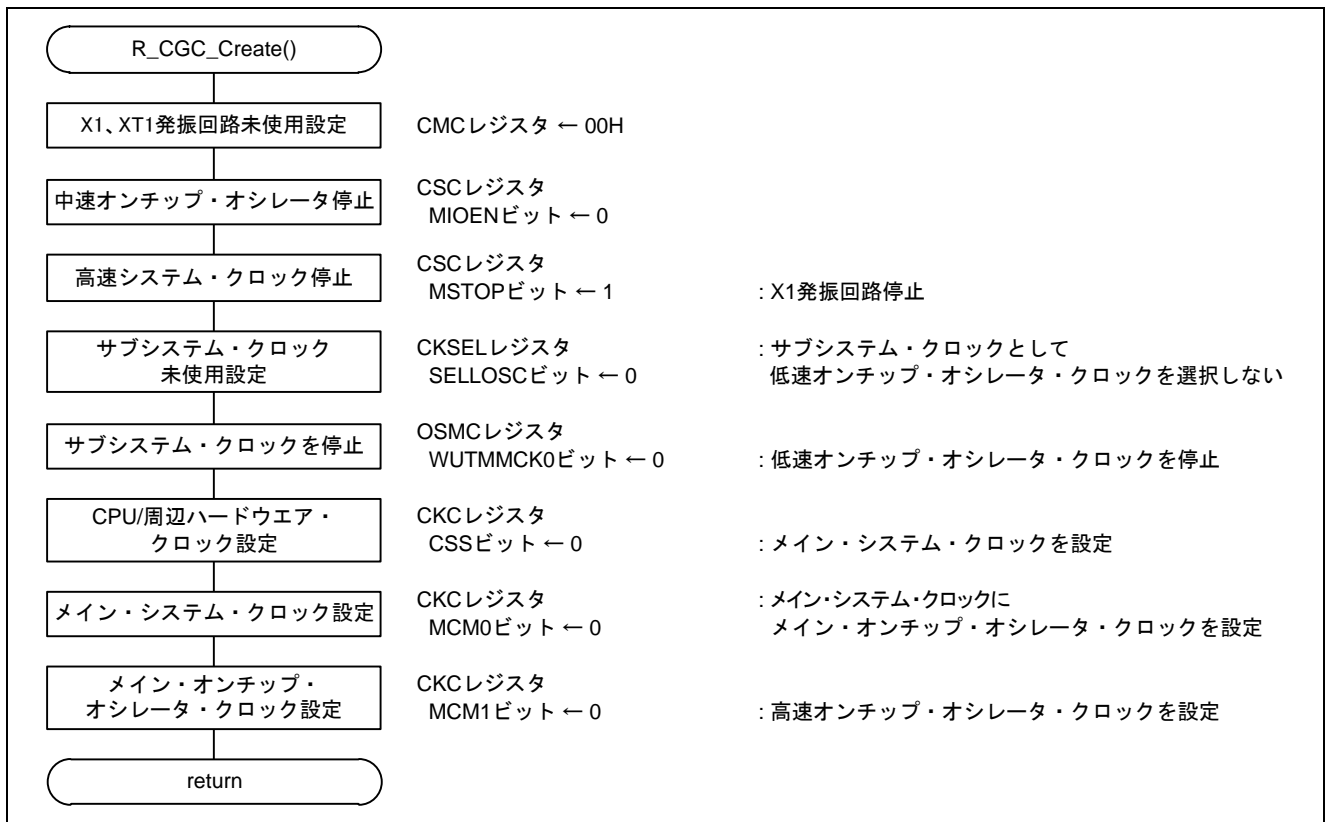 R_CGC_Create()
X1、XT1発振回路未使用設定
CMCレジスタ ← 00H
中速オンチップ・オシレータ停止
CSCレジスタ
MIOENビット ← 0
高速システム・クロック停止
CSCレジスタ
MSTOPビット ← 1
: X1発振回路停止
サブシステム・クロック
未使用設定
CKSELレジスタ
SELLOSCビット ← 0
: サブシステム・クロックとして
低速オンチップ・オシレータ・クロックを選択しない
サブシステム・クロックを停止
OSMCレジスタ
WUTMMCK0ビット ← 0
: 低速オンチップ・オシレータ・クロックを停止
CPU/周辺ハードウエア・
クロック設定
CKCレジスタ
CSSビット ← 0
: メイン・システム・クロックを設定
メイン・システム・クロック設定
CKCレジスタ
MCM0ビット ← 0
: メイン・システム・クロックに
メイン・オンチップ・オシレータ・クロックを設定
メイン・オンチップ・
オシレータ・クロック設定
CKCレジスタ
MCM1ビット ← 0
: 高速オンチップ・オシレータ・クロックを設定
return